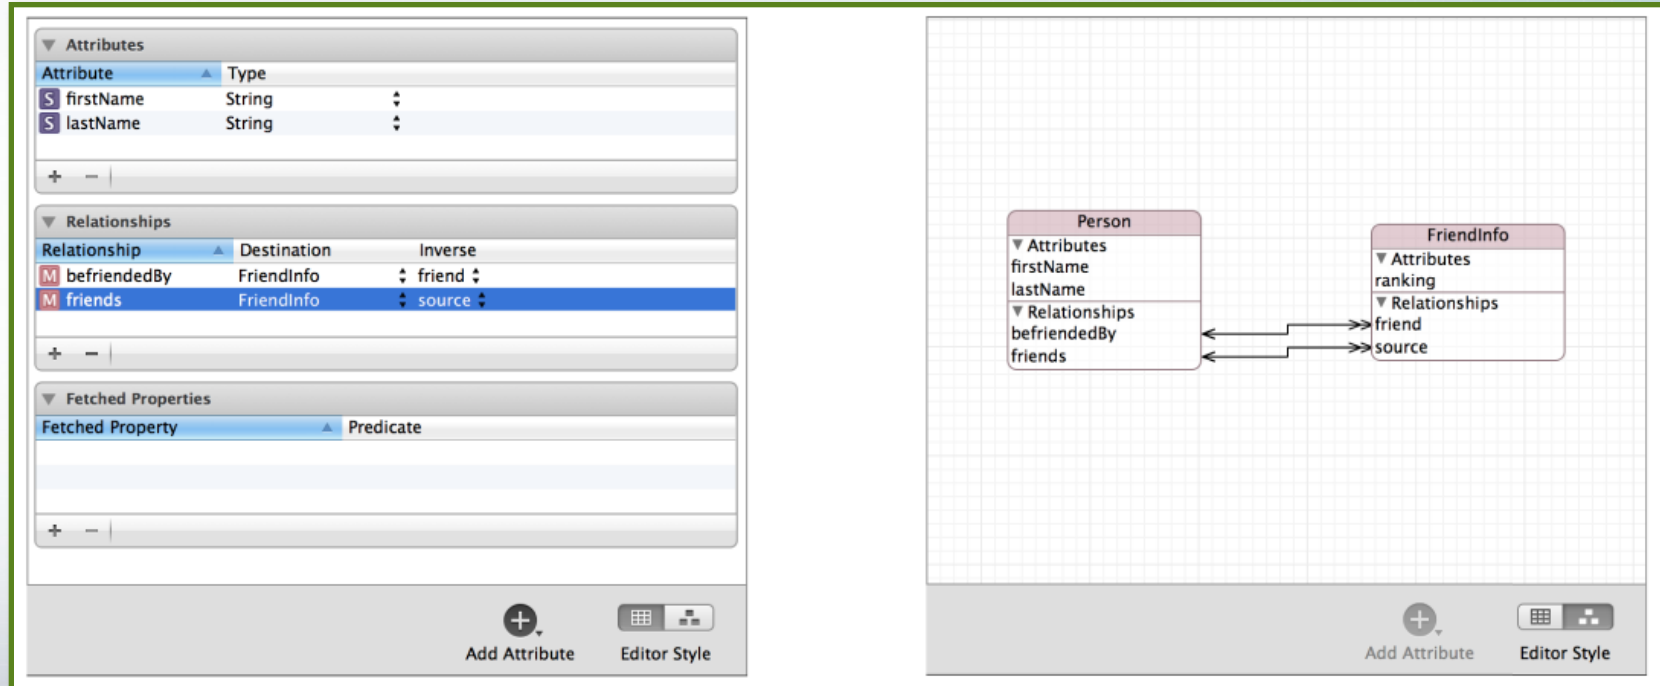 Attributes
Attribute Type
S firstName String
S lastName String
+ −
Relationships
Relationship Destination Inverse
M befriendedBy FriendInfo friend
M friends FriendInfo source
+ −
Fetched Properties
Fetched Property Predicate
+ −
Add Attribute Editor Style
Person
Attributes
firstName
lastName
Relationships
befriendedBy
friends
FriendInfo
Attributes
ranking
Relationships
friend
source
Add Attribute Editor Style